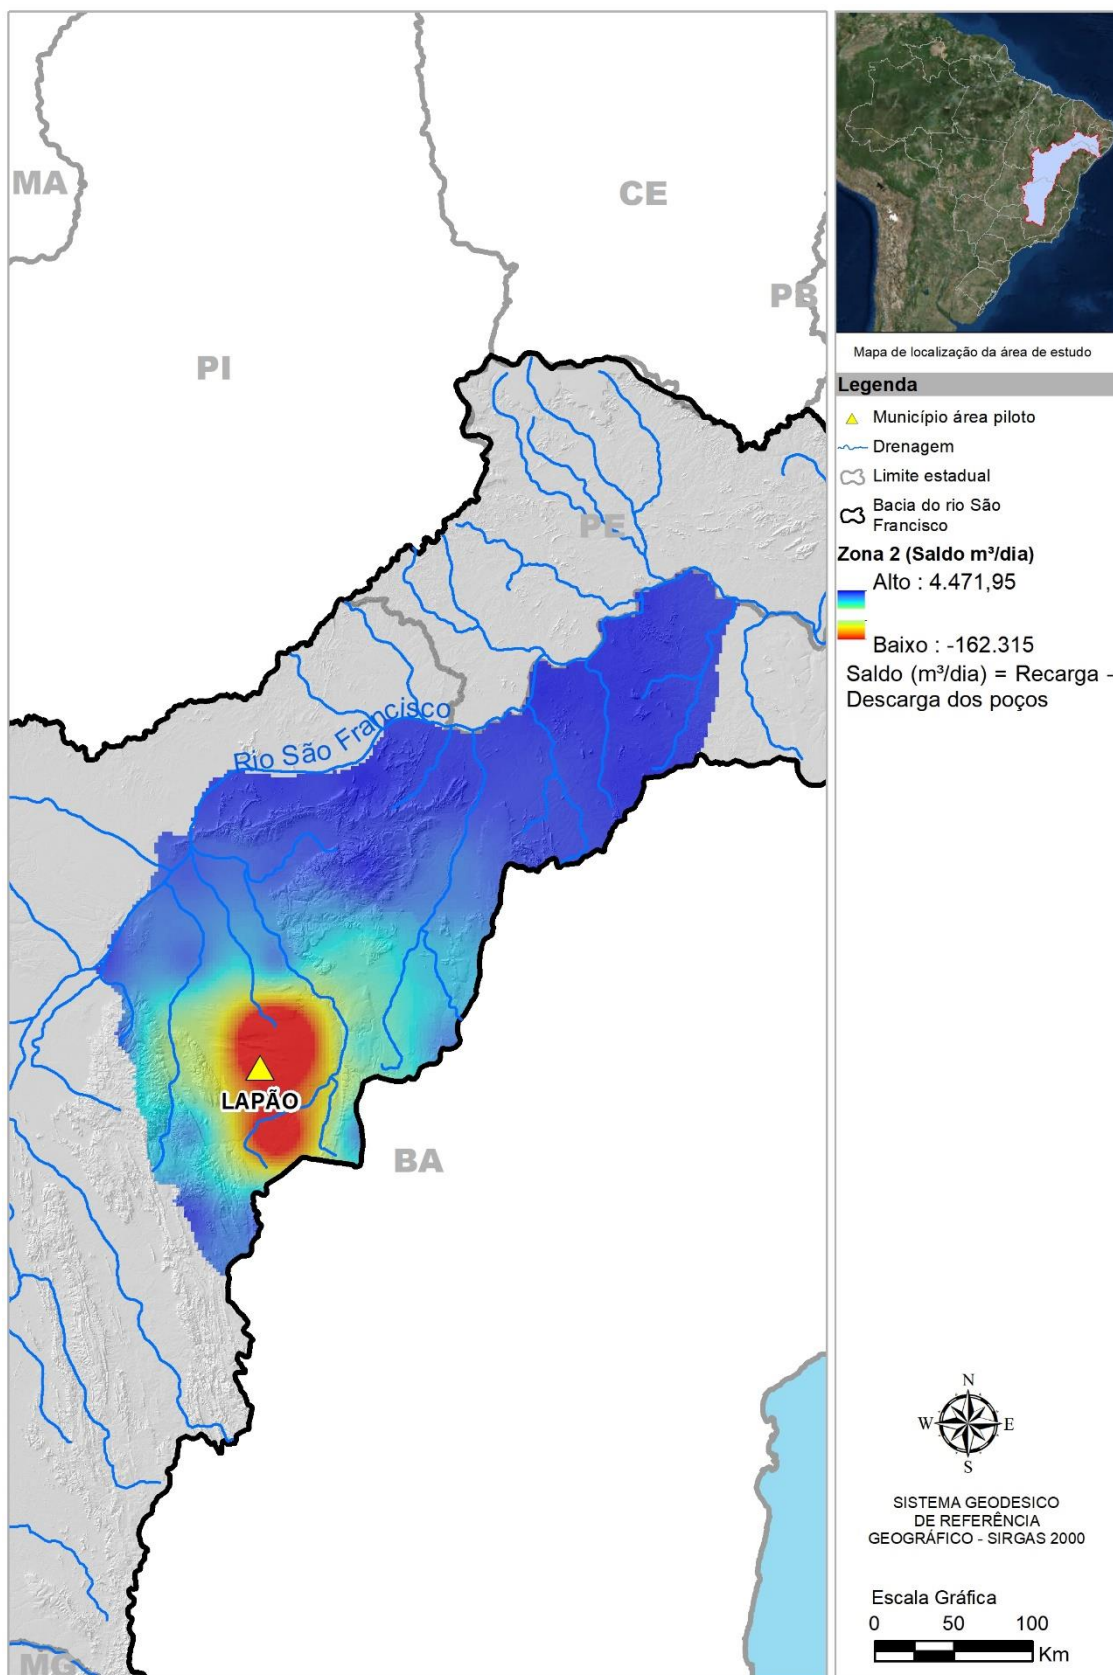 MA
CE
PB
PI
PE
Rio São Francisco
LAPÃO
BA
MG
Mapa de localização da área de estudo
Legenda
Município área piloto
Drenagem
Limite estadual
Bacia do rio São
Francisco
Zona 2 (Saldo m³/dia)
Alto : 4.471,95
Baixo : -162.315
Saldo (m³/dia) = Recarga -
Descarga dos poços
N
W
E
S
SISTEMA GEODESICO
DE REFERÊNCIA
GEOGRÁFICO - SIRGAS 2000
Escala Gráfica
0 50 100
Km